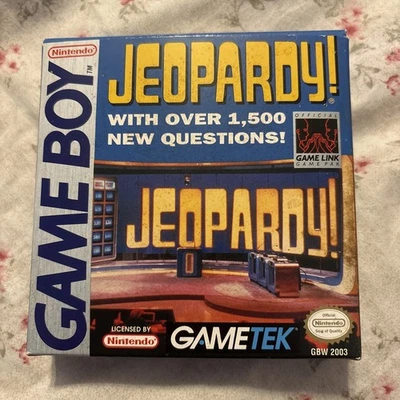 Nintendo
GAME BOY
TM
JEOPARDY!
®
WITH OVER 1,500
NEW QUESTIONS!
OFFICIAL
GAME LINK
GAME PAK
JEOPARDY!
LICENSED BY
Nintendo
GAMETEK
Official
Nintendo
Seal of Quality
GBW 2003